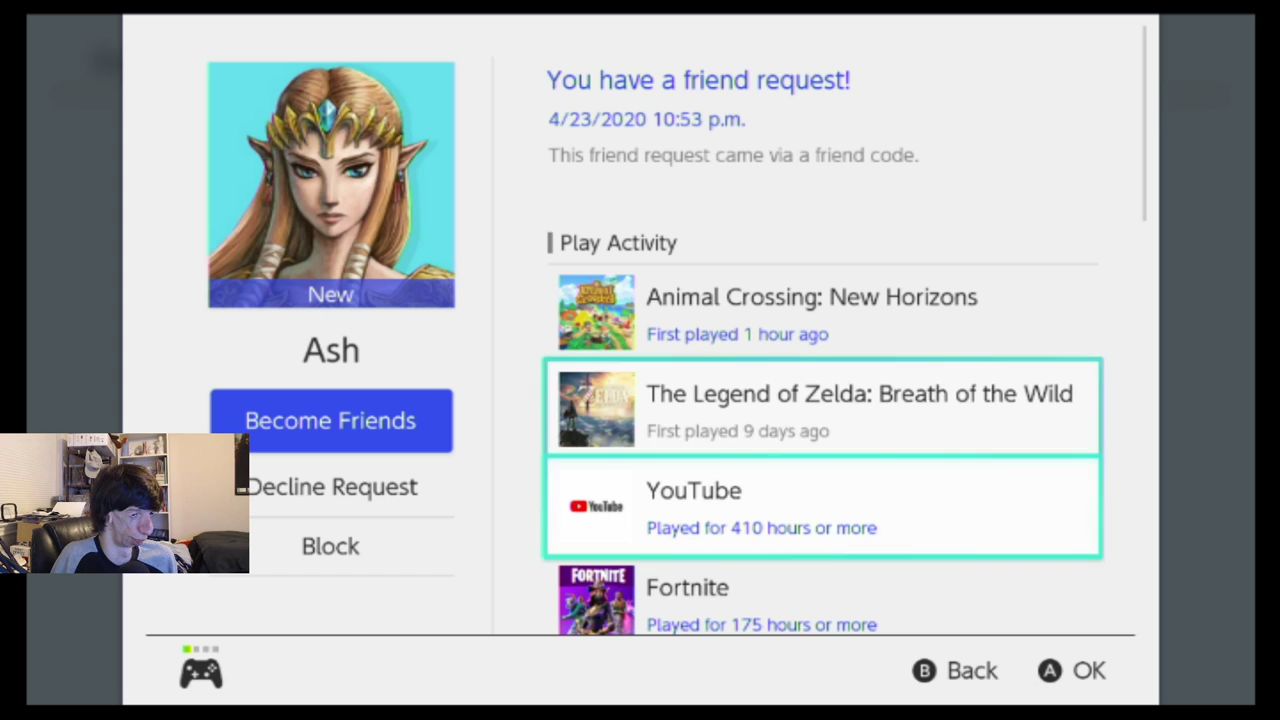 You have a friend request!
4/23/2020 10:53 p.m.
This friend request came via a friend code.
New
Ash
Become Friends
Decline Request
Block
Play Activity
Animal Crossing: New Horizons
First played 1 hour ago
ZELDA
The Legend of Zelda: Breath of the Wild
First played 9 days ago
YouTube
YouTube
Played for 410 hours or more
FORTNITE
Fortnite
Played for 175 hours or more
B Back
A OK